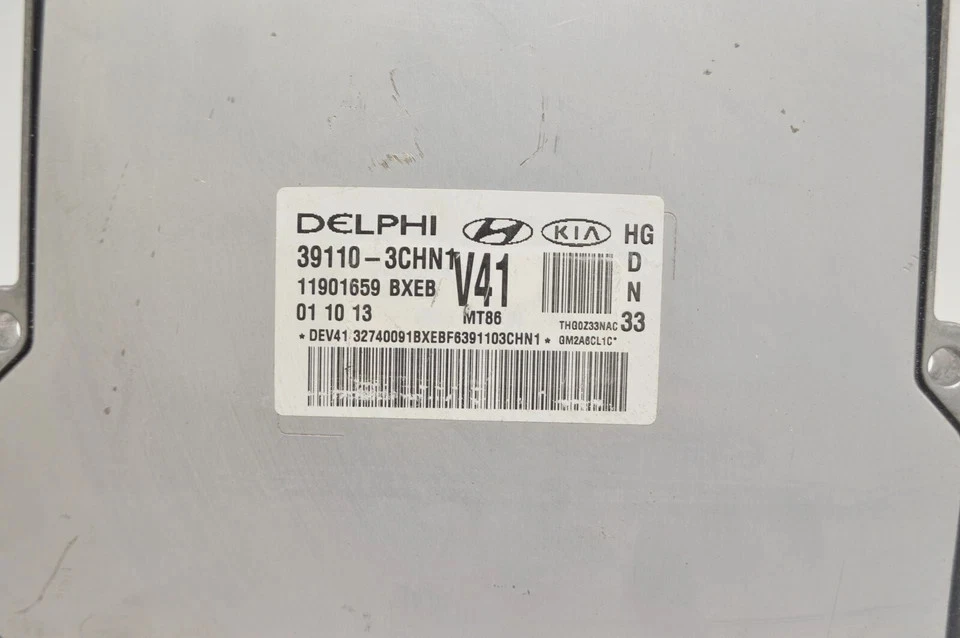 DELPHI KIA HG
39110-3CHN1 V41 D
11901659 BXEB N
01 10 13 MT86 THG0Z33NAC 33
*DEV41 32740091BXEBF6391103CHN1* GM2A6CL1C*